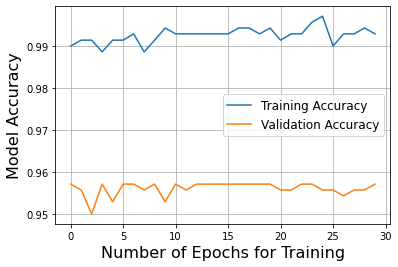 0.99
0.98
0.97
0.96
0.95
Model Accuracy
Training Accuracy
Validation Accuracy
0 5 10 15 20 25 30
Number of Epochs for Training